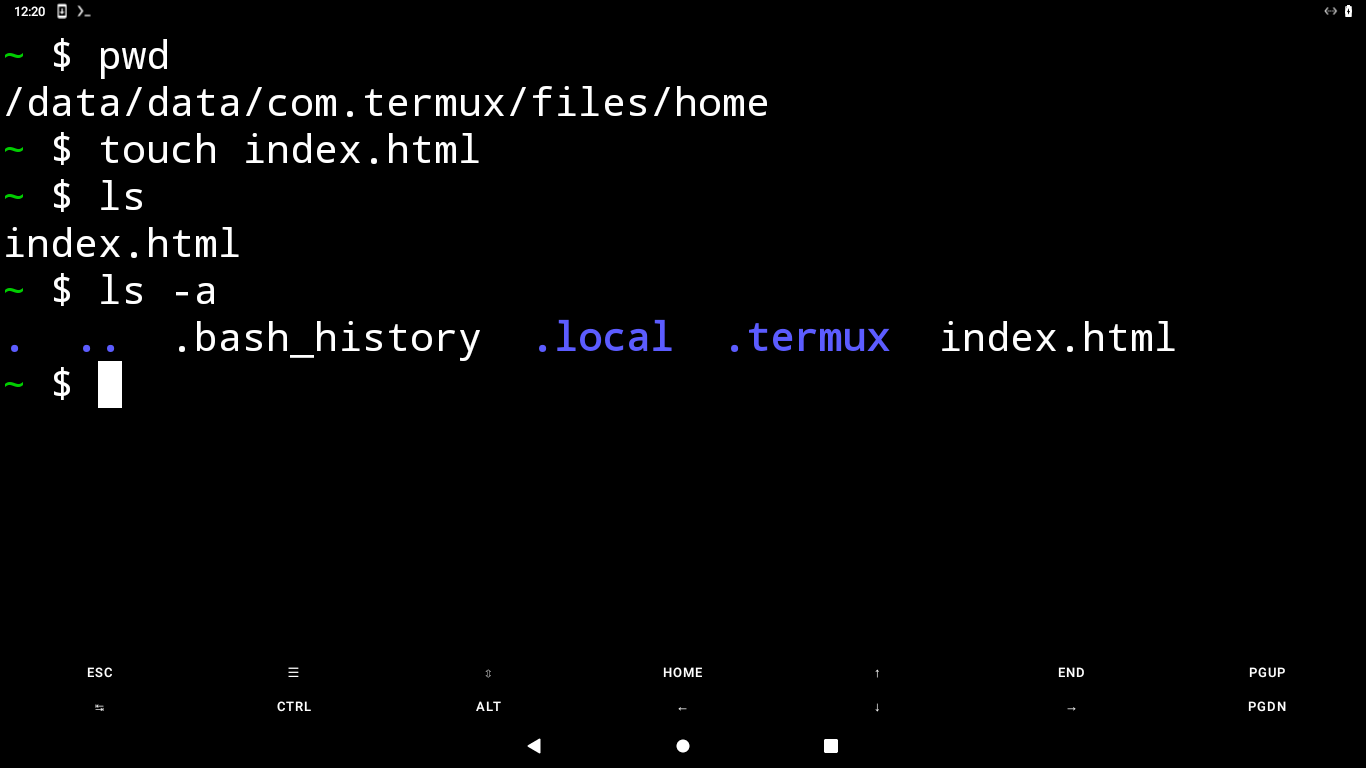 12:20
~ $ pwd
/data/data/com.termux/files/home
~ $ touch index.html
~ $ ls
index.html
~ $ ls -a
.  ..  .bash_history  .local  .termux  index.html
~ $
ESC ☰ ⇳ HOME ↑ END PGUP
↹ CTRL ALT ← ↓ → PGDN